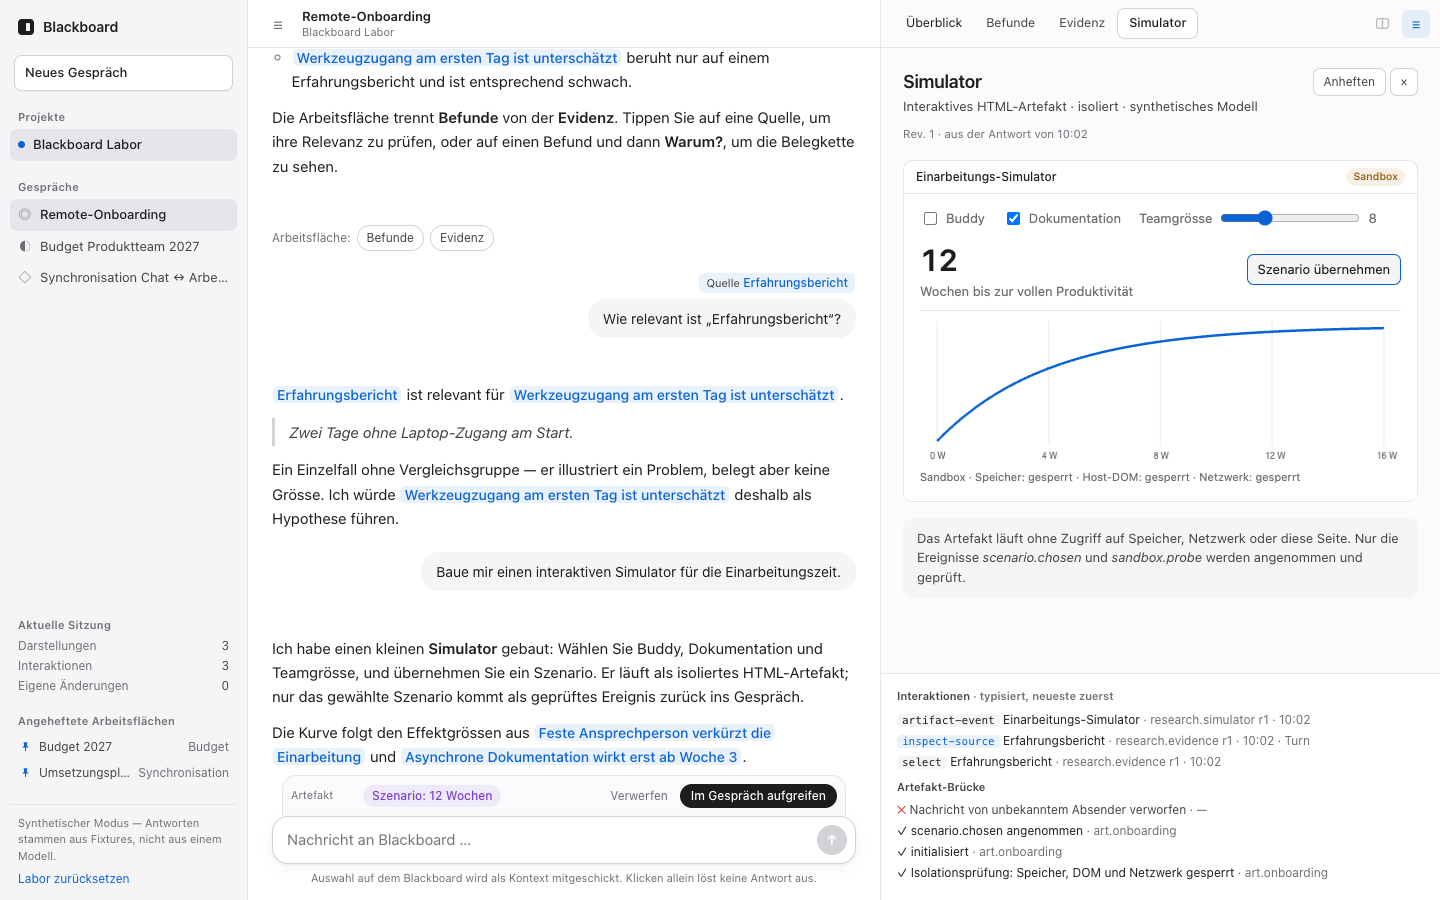 Blackboard
Neues Gespräch
Projekte
Blackboard Labor
Gespräche
Remote-Onboarding
Budget Produktteam 2027
Synchronisation Chat ↔ Arbe…
Aktuelle Sitzung
Darstellungen 3
Interaktionen 3
Eigene Änderungen 0
Angeheftete Arbeitsflächen
Budget 2027 Budget
Umsetzungspl… Synchronisation
Synthetischer Modus — Antworten
stammen aus Fixtures, nicht aus einem
Modell.
Labor zurücksetzen
Remote-Onboarding
Blackboard Labor
Werkzeugzugang am ersten Tag ist unterschätzt beruht nur auf einem
Erfahrungsbericht und ist entsprechend schwach.
Die Arbeitsfläche trennt Befunde von der Evidenz. Tippen Sie auf eine Quelle, um
ihre Relevanz zu prüfen, oder auf einen Befund und dann Warum?, um die Belegkette
zu sehen.
Arbeitsfläche: Befunde Evidenz
Quelle Erfahrungsbericht
Wie relevant ist „Erfahrungsbericht“?
Erfahrungsbericht ist relevant für Werkzeugzugang am ersten Tag ist unterschätzt .
Zwei Tage ohne Laptop-Zugang am Start.
Ein Einzelfall ohne Vergleichsgruppe — er illustriert ein Problem, belegt aber keine
Grösse. Ich würde Werkzeugzugang am ersten Tag ist unterschätzt deshalb als
Hypothese führen.
Baue mir einen interaktiven Simulator für die Einarbeitungszeit.
Ich habe einen kleinen Simulator gebaut: Wählen Sie Buddy, Dokumentation und
Teamgrösse, und übernehmen Sie ein Szenario. Er läuft als isoliertes HTML-Artefakt;
nur das gewählte Szenario kommt als geprüftes Ereignis zurück ins Gespräch.
Die Kurve folgt den Effektgrössen aus Feste Ansprechperson verkürzt die
Einarbeitung und Asynchrone Dokumentation wirkt erst ab Woche 3 .
Artefakt Szenario: 12 Wochen Verwerfen Im Gespräch aufgreifen
Nachricht an Blackboard …
Auswahl auf dem Blackboard wird als Kontext mitgeschickt. Klicken allein löst keine Antwort aus.
Überblick Befunde Evidenz Simulator
Simulator
Anheften ×
Interaktives HTML-Artefakt · isoliert · synthetisches Modell
Rev. 1 · aus der Antwort von 10:02
Einarbeitungs-Simulator Sandbox
Buddy Dokumentation Teamgrösse 8
12
Wochen bis zur vollen Produktivität
Szenario übernehmen
0 W 4 W 8 W 12 W 16 W
Sandbox · Speicher: gesperrt · Host-DOM: gesperrt · Netzwerk: gesperrt
Das Artefakt läuft ohne Zugriff auf Speicher, Netzwerk oder diese Seite. Nur die
Ereignisse scenario.chosen und sandbox.probe werden angenommen und
geprüft.
Interaktionen · typisiert, neueste zuerst
artifact-event Einarbeitungs-Simulator · research.simulator r1 · 10:02
inspect-source Erfahrungsbericht · research.evidence r1 · 10:02 · Turn
select Erfahrungsbericht · research.evidence r1 · 10:02
Artefakt-Brücke
✕ Nachricht von unbekanntem Absender verworfen · —
✓ scenario.chosen angenommen · art.onboarding
✓ initialisiert · art.onboarding
✓ Isolationsprüfung: Speicher, DOM und Netzwerk gesperrt · art.onboarding